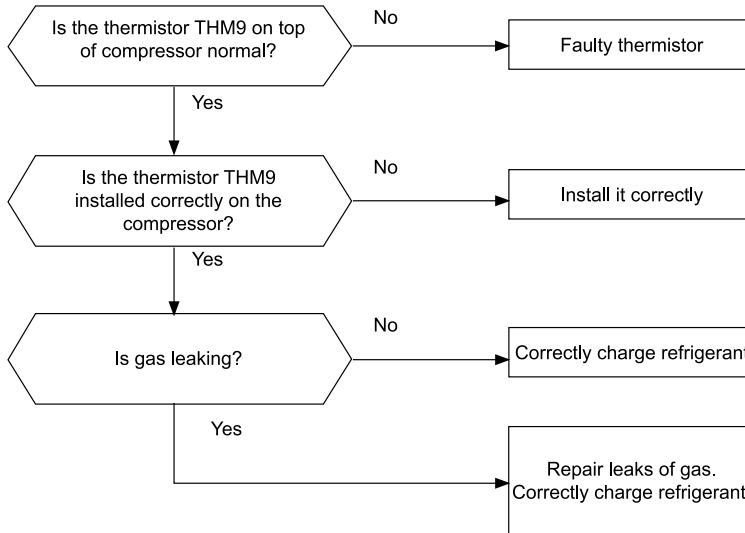 Is the thermistor THM9 on top
of compressor normal?
No
Faulty thermistor
Yes
Is the thermistor THM9
installed correctly on the
compressor?
No
Install it correctly
Yes
Is gas leaking?
No
Correctly charge refrigerant
Yes
Repair leaks of gas.
Correctly charge refrigerant